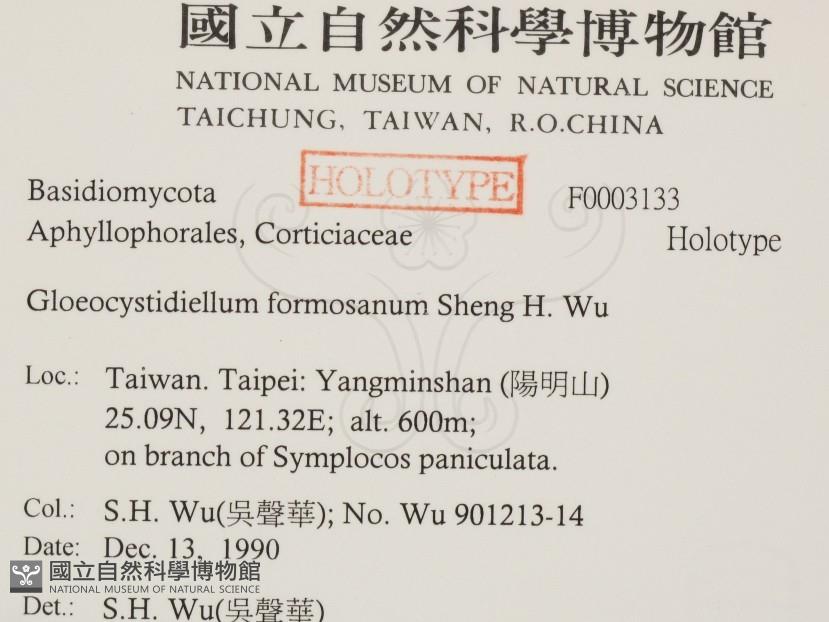 國立自然科學博物館
NATIONAL MUSEUM OF NATURAL SCIENCE
TAICHUNG, TAIWAN, R.O.CHINA
HOLOTYPE
Basidiomycota F0003133
Aphyllophorales, Corticiaceae Holotype
Gloeocystidiellum formosanum Sheng H. Wu
Loc.: Taiwan. Taipei: Yangminshan (陽明山)
25.09N, 121.32E; alt. 600m;
on branch of Symplocos paniculata.
Col.: S.H. Wu(吳聲華); No. Wu 901213-14
Date: Dec. 13, 1990
國立自然科學博物館
NATIONAL MUSEUM OF NATURAL SCIENCE
Det.: S.H. Wu(吳聲華)